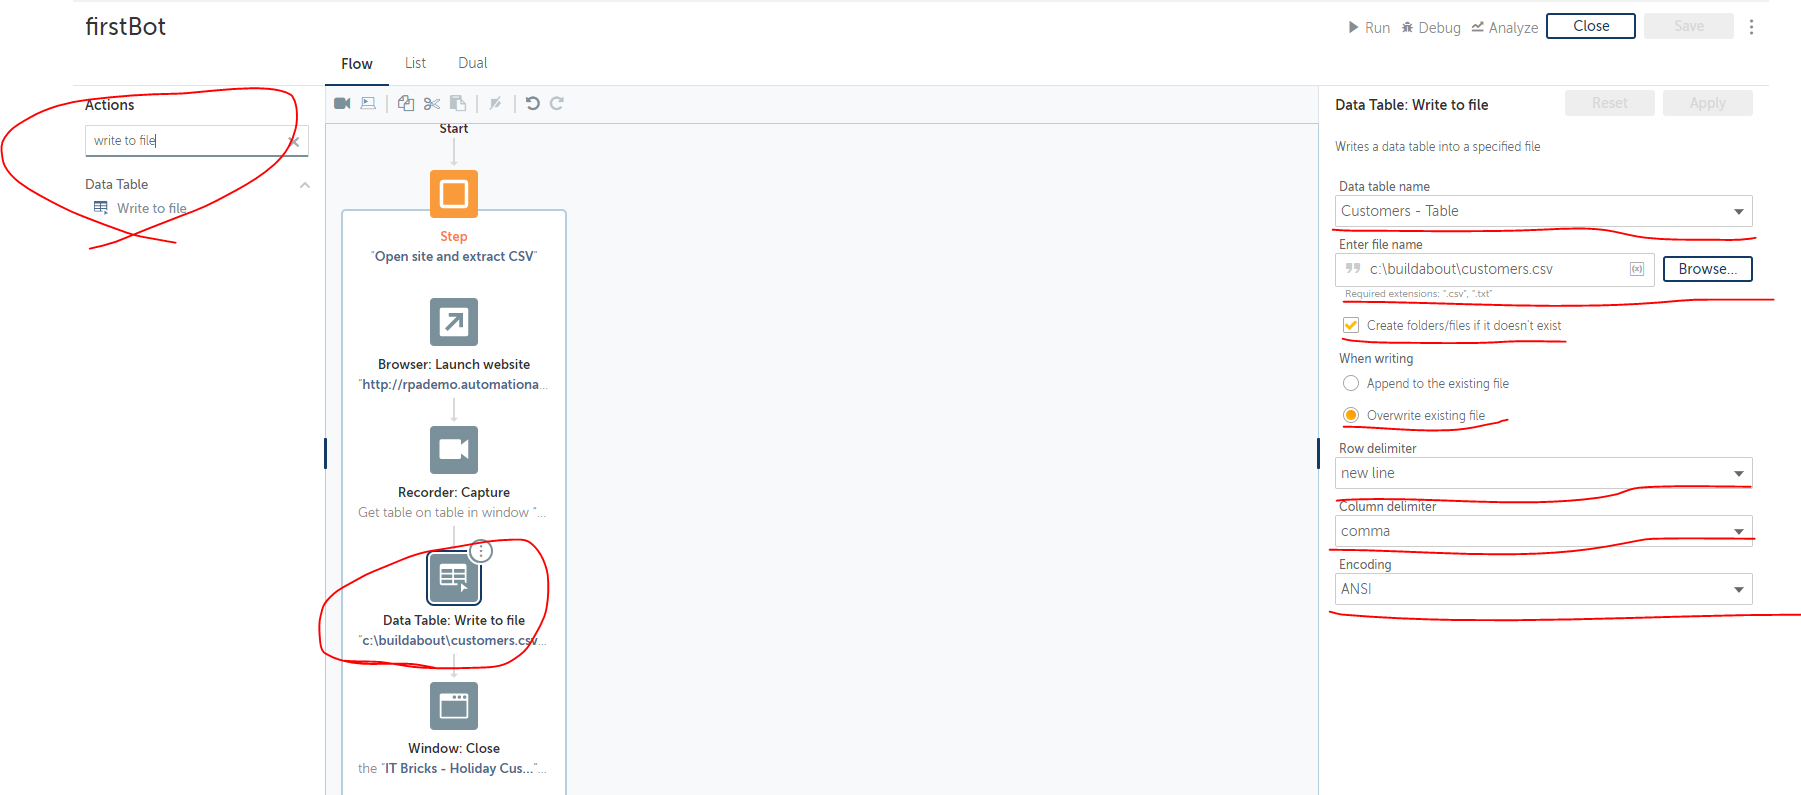 firstBot
Run Debug Analyze Close Save
Flow List Dual
Actions
write to file
Data Table
Write to file
Start
Step
"Open site and extract CSV"
Browser: Launch website
"http://rpademo.automationa...
Recorder: Capture
Get table on table in window "...
Data Table: Write to file
"c:\buildabout\customers.csv...
Window: Close
the "IT Bricks - Holiday Cus..."...
Data Table: Write to file Reset Apply
Writes a data table into a specified file
Data table name
Customers - Table
Enter file name
c:\buildabout\customers.csv (x) Browse...
Required extensions: ".csv", ".txt"
Create folders/files if it doesn't exist
When writing
Append to the existing file
Overwrite existing file
Row delimiter
new line
Column delimiter
comma
Encoding
ANSI